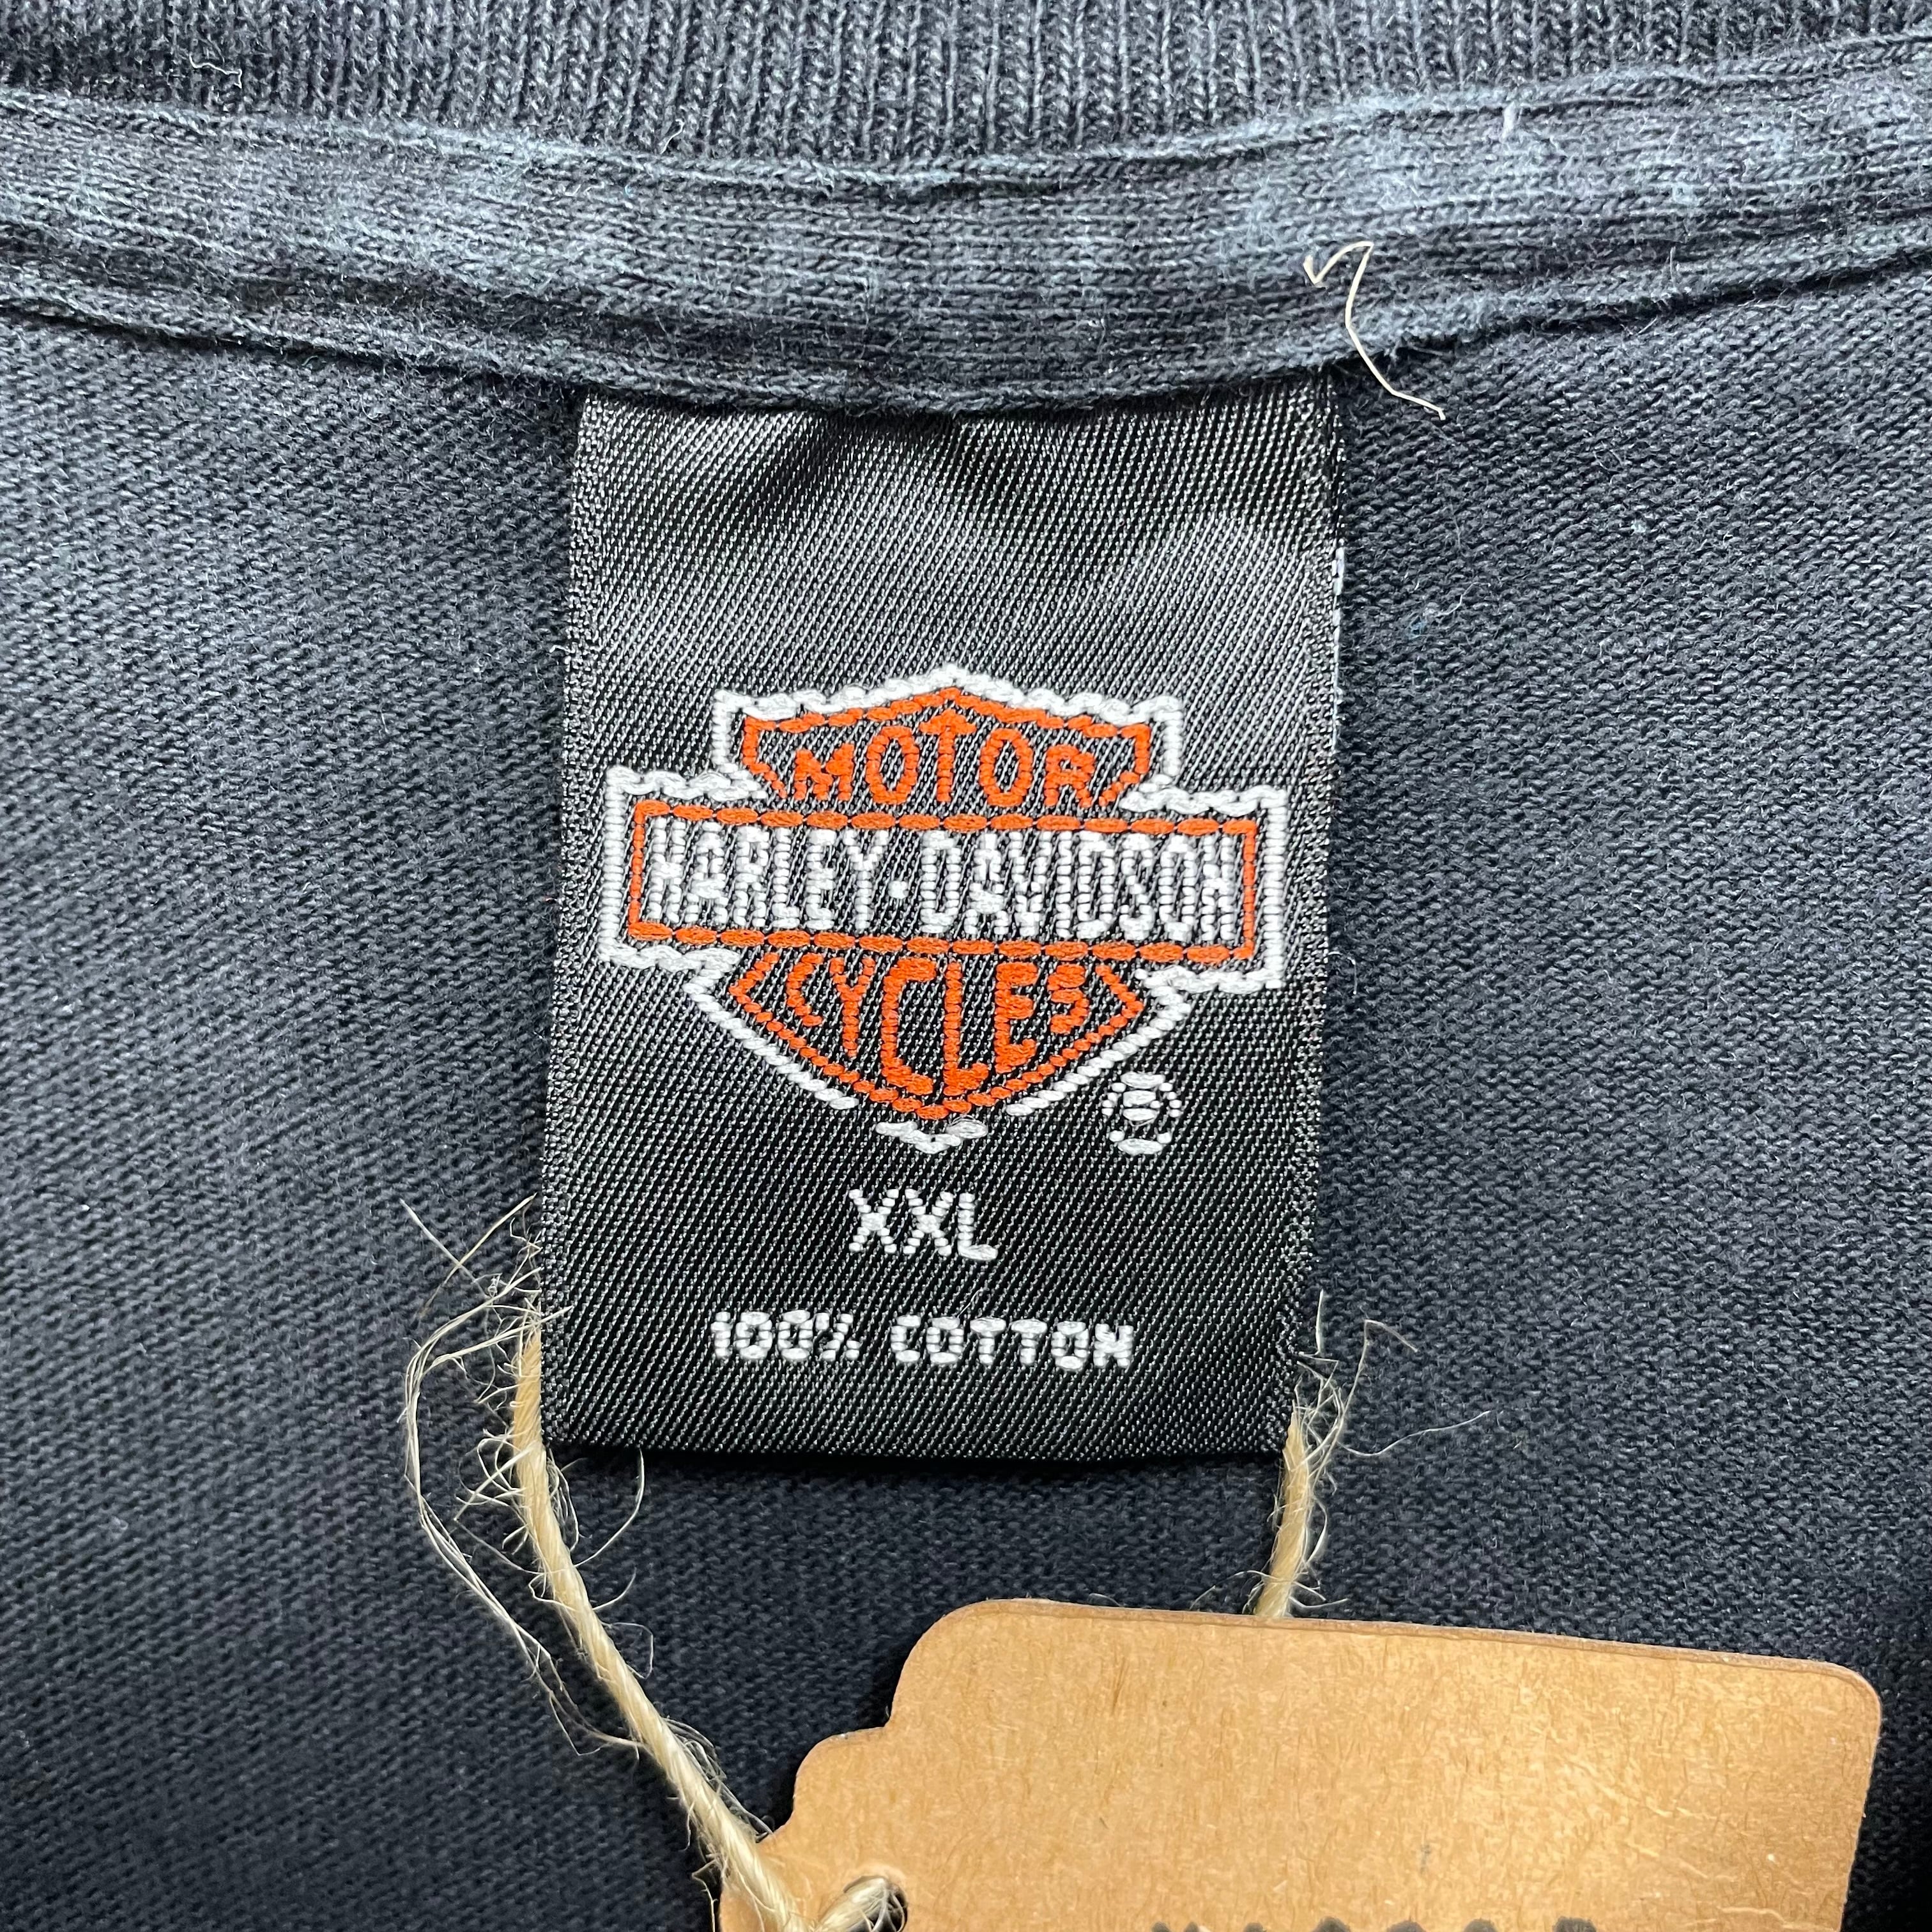 MOTOR
HARLEY-DAVIDSON
CYCLES
®
XXL
100% COTTON